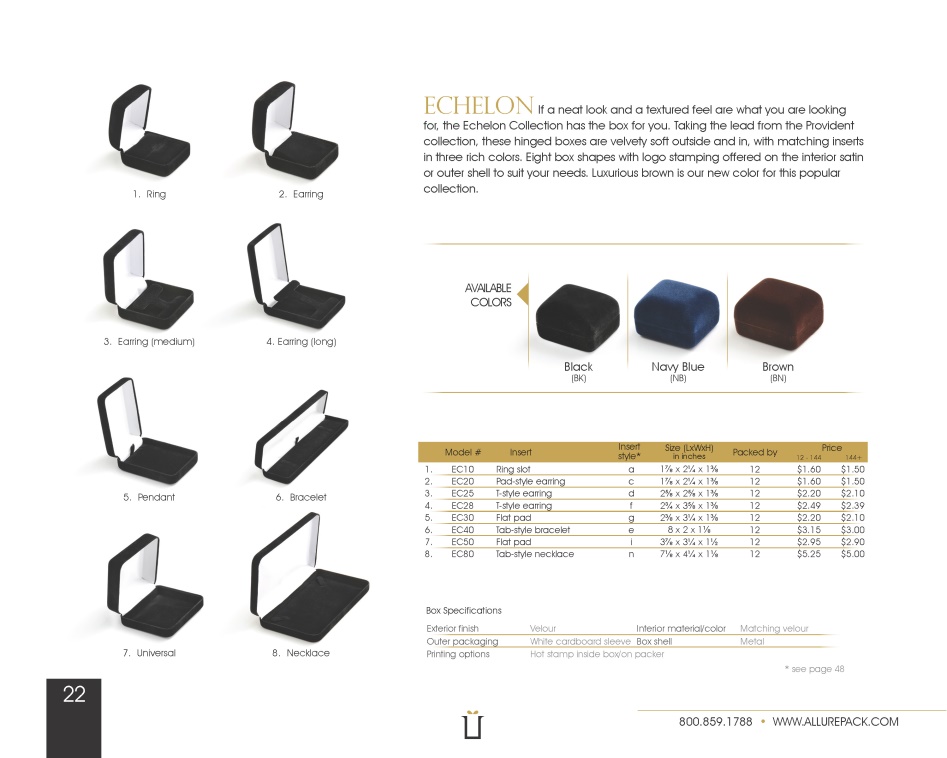 1. Ring
2. Earring
3. Earring (medium)
4. Earring (long)
5. Pendant
6. Bracelet
7. Universal
8. Necklace
22
ECHELON If a neat look and a textured feel are what you are looking
for, the Echelon Collection has the box for you. Taking the lead from the Provident
collection, these hinged boxes are velvety soft outside and in, with matching inserts
in three rich colors. Eight box shapes with logo stamping offered on the interior satin
or outer shell to suit your needs. Luxurious brown is our new color for this popular
collection.
AVAILABLE
COLORS
Black
(BK)
Navy Blue
(NB)
Brown
(BN)
Model # Insert Insert style* Size (LxWxH) in inches Packed by Price 12 - 144 144+
1. EC10 Ring slot a 1⅞ x 2¼ x 1⅜ 12 $1.60 $1.50
2. EC20 Pad-style earring c 1⅞ x 2¼ x 1⅜ 12 $1.60 $1.50
3. EC25 T-style earring d 2⅝ x 2⅝ x 1⅜ 12 $2.20 $2.10
4. EC28 T-style earring f 2¾ x 3⅝ x 1⅜ 12 $2.49 $2.39
5. EC30 Flat pad g 2⅝ x 3¼ x 1⅜ 12 $2.20 $2.10
6. EC40 Tab-style bracelet e 8 x 2 x 1⅛ 12 $3.15 $3.00
7. EC50 Flat pad i 3⅞ x 3¼ x 1½ 12 $2.95 $2.90
8. EC80 Tab-style necklace n 7⅛ x 4¼ x 1⅛ 12 $5.25 $5.00
Box Specifications
Exterior finish Velour Interior material/color Matching velour
Outer packaging White cardboard sleeve Box shell Metal
Printing options Hot stamp inside box/on packer
* see page 48
800.859.1788 • WWW.ALLUREPACK.COM